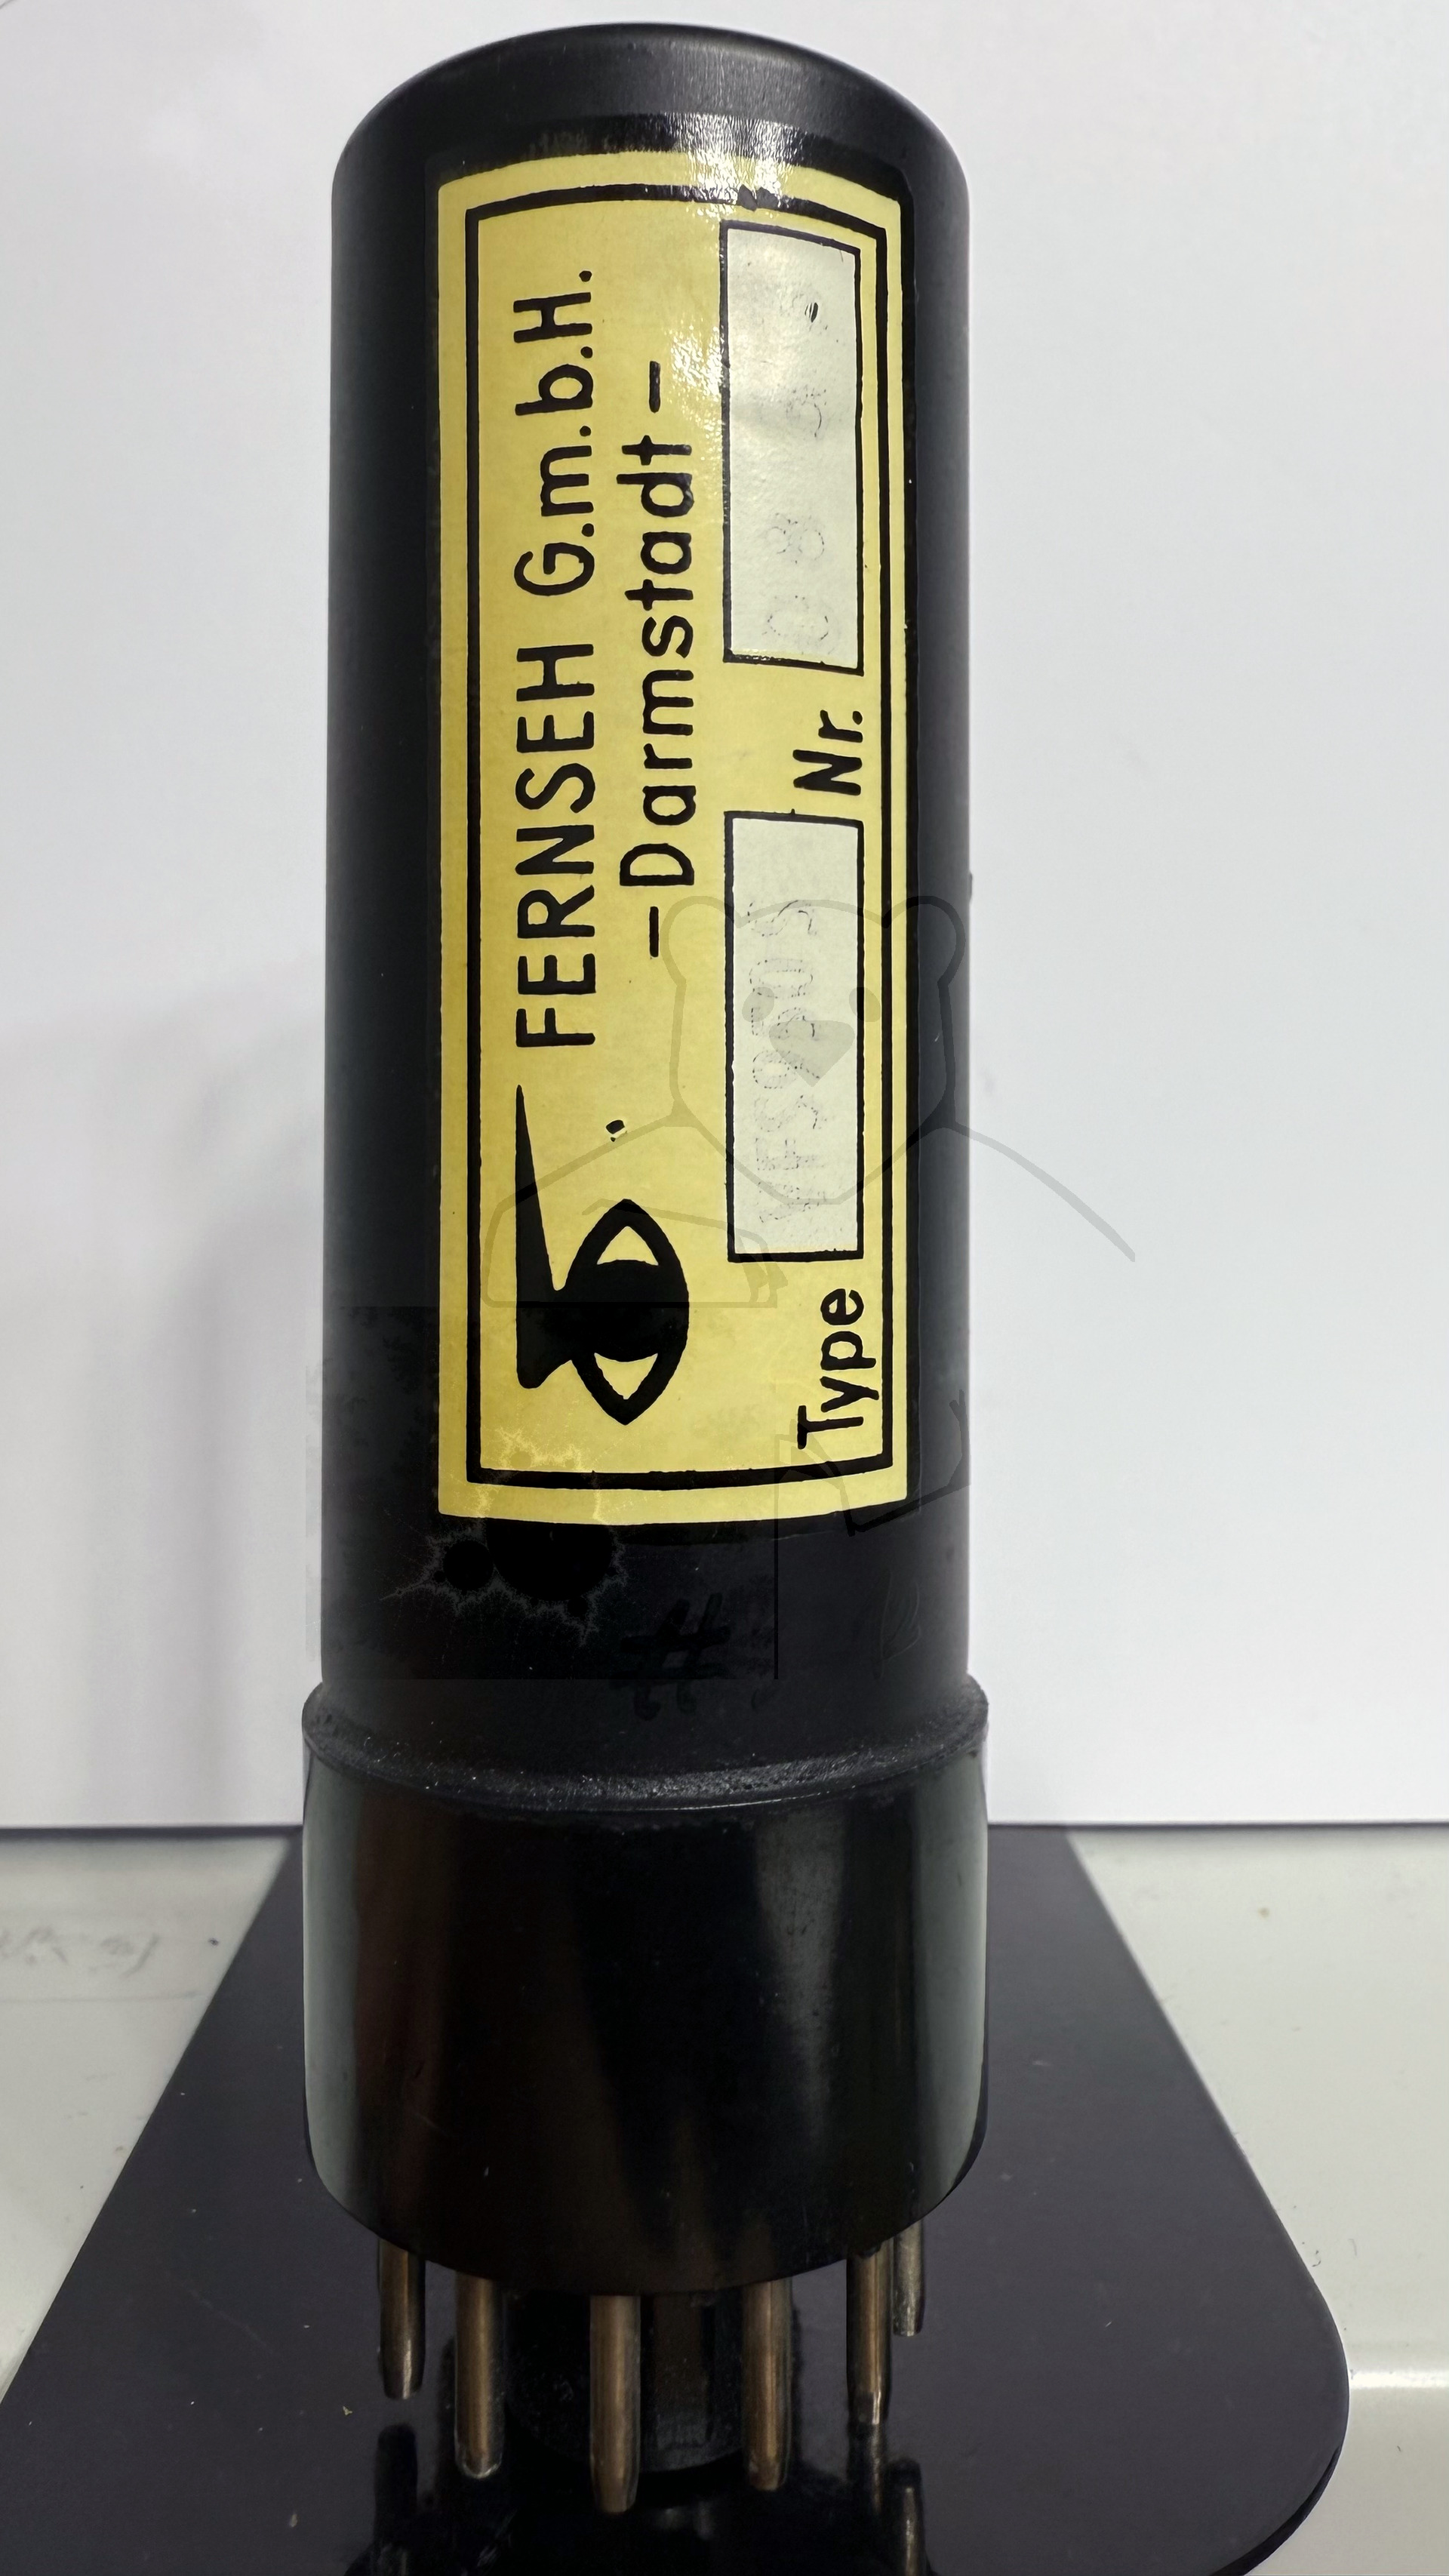 FERNSEH G.m.b.H.
-Darmstadt-
Type Nr.